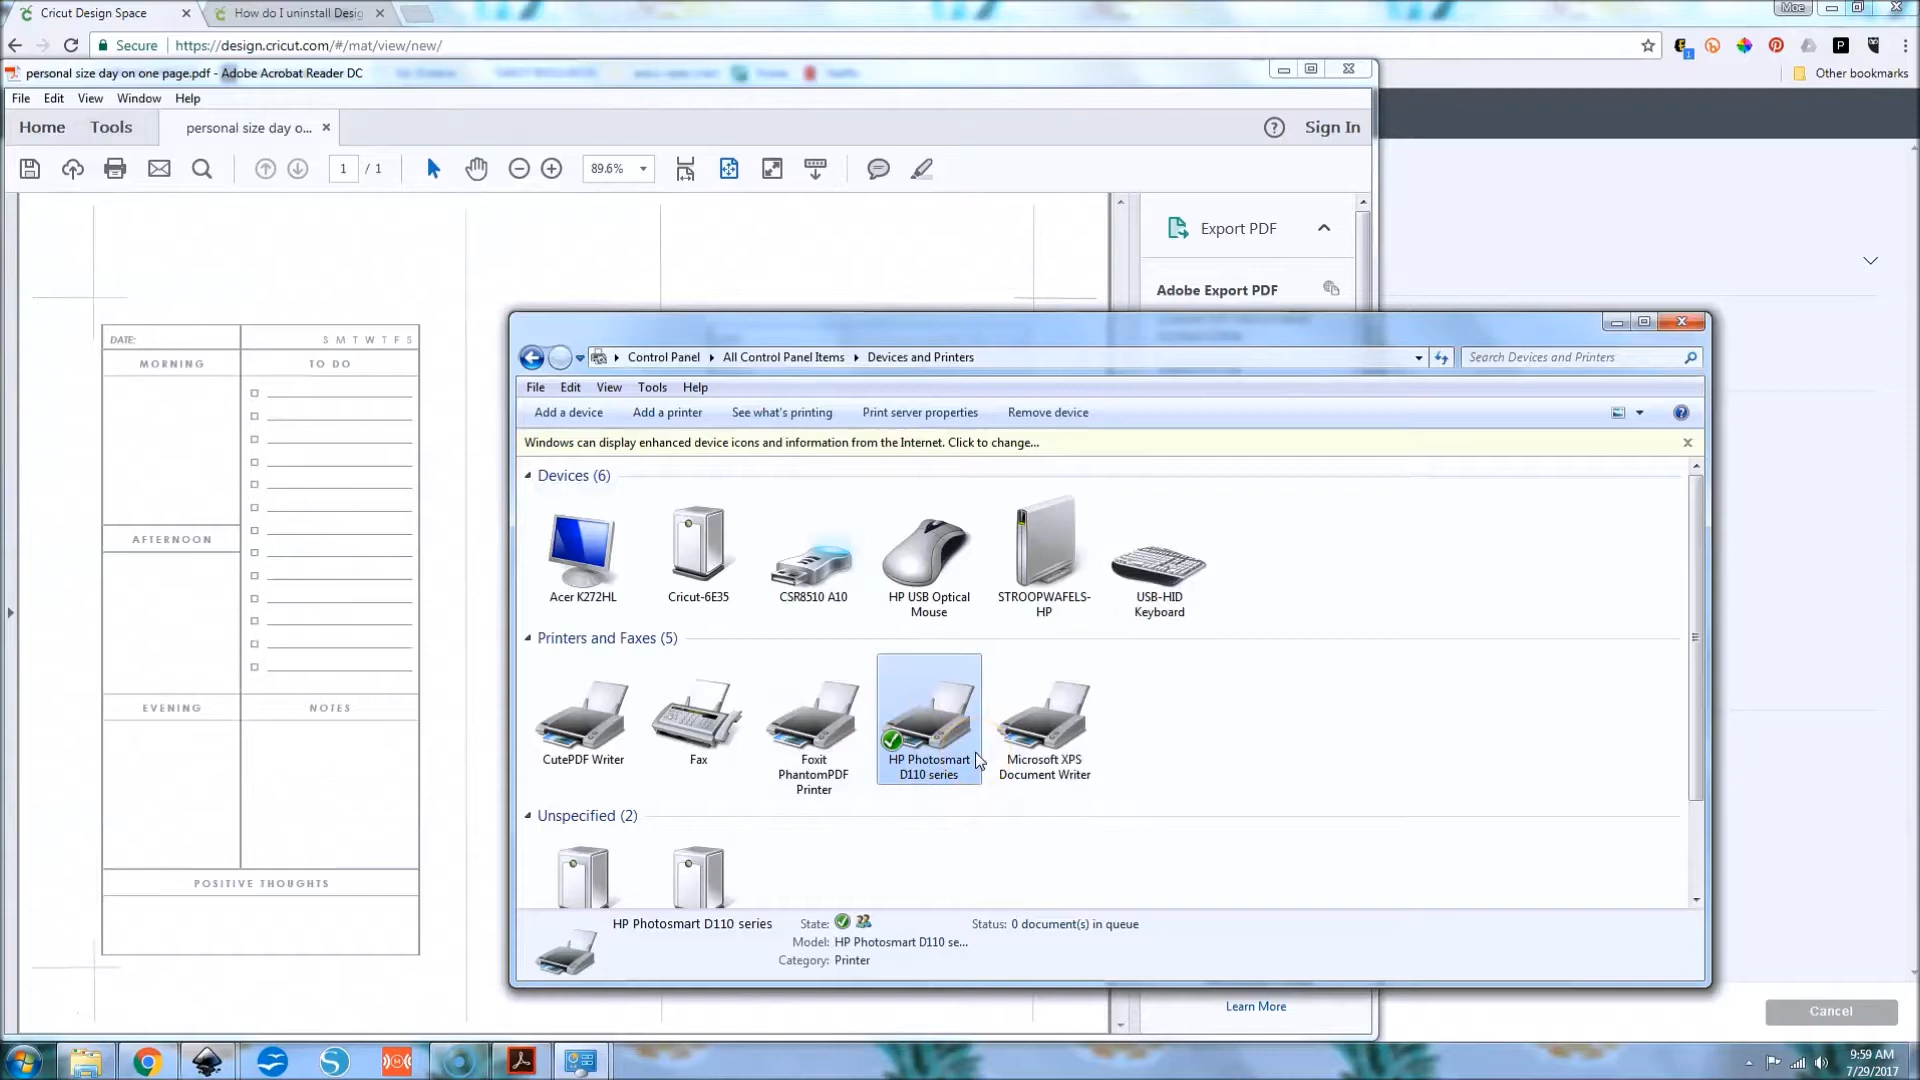 Cricut Design Space
How do I uninstall Desig
Moe
Secure
https://design.cricut.com/#/mat/view/new/
Other bookmarks
personal size day on one page.pdf - Adobe Acrobat Reader DC
File Edit View Window Help
Home Tools personal size day o... Sign In
1 / 1 89.6%
Export PDF
Adobe Export PDF
DATE: S M T W T F S
MORNING TO DO
AFTERNOON
EVENING NOTES
POSITIVE THOUGHTS
Control Panel All Control Panel Items Devices and Printers
Search Devices and Printers
File Edit View Tools Help
Add a device Add a printer See what's printing Print server properties Remove device
Windows can display enhanced device icons and information from the Internet. Click to change...
Devices (6)
Acer K272HL
Cricut-6E35
CSR8510 A10
HP USB Optical
Mouse
STROOPWAFELS-
HP
USB-HID
Keyboard
Printers and Faxes (5)
CutePDF Writer
Fax
Foxit
PhantomPDF
Printer
HP Photosmart
D110 series
Microsoft XPS
Document Writer
Unspecified (2)
HP Photosmart D110 series State: Status: 0 document(s) in queue
Model: HP Photosmart D110 se...
Category: Printer
Learn More
Cancel
9:59 AM
7/29/2017